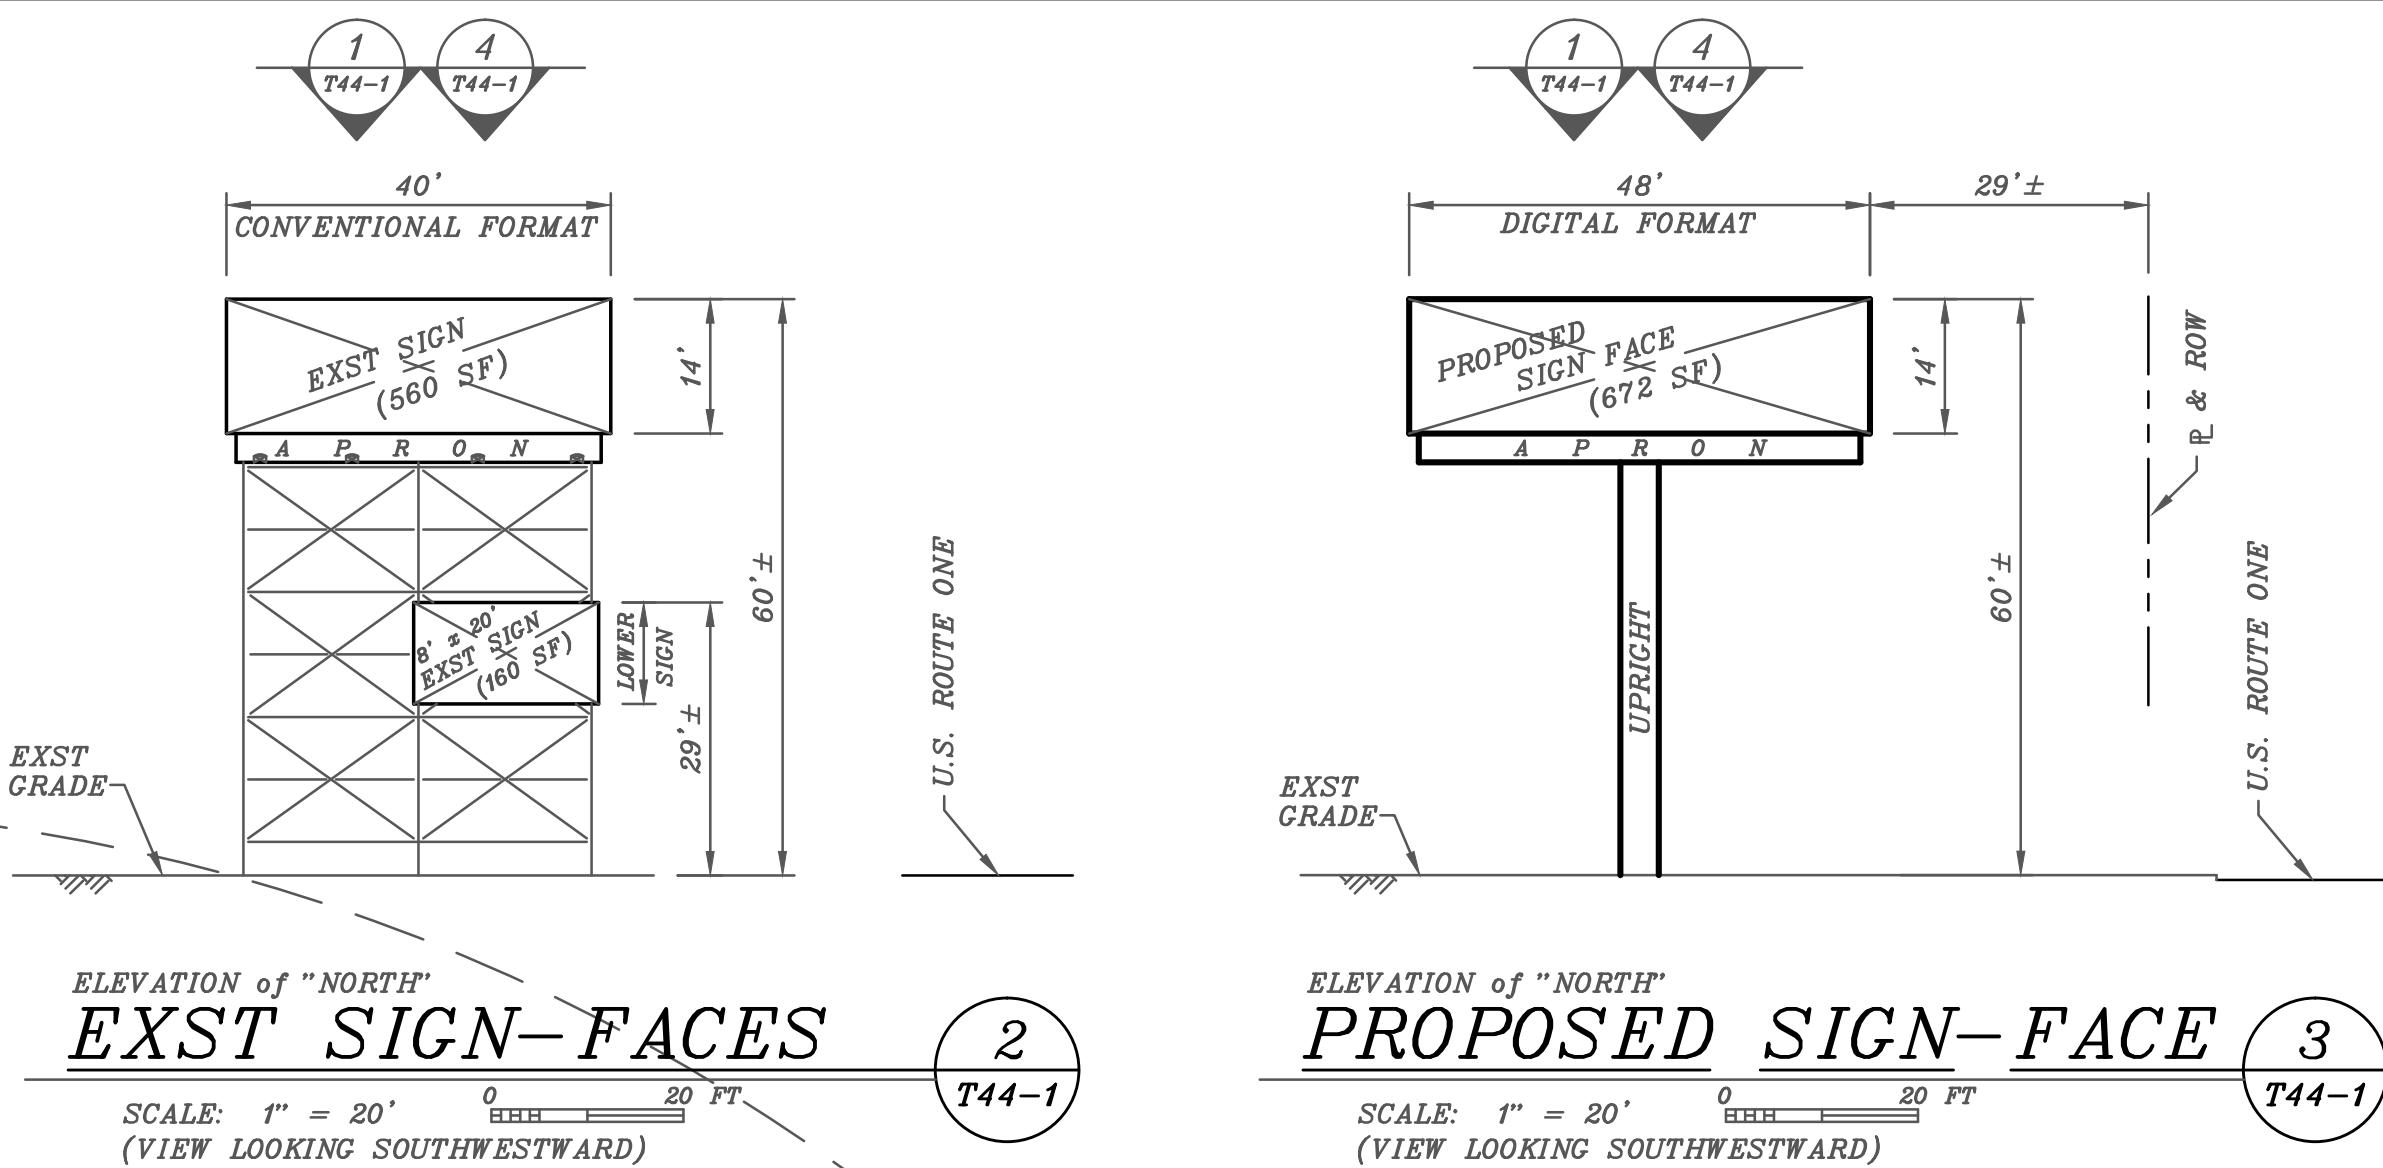 1
T44-1
4
T44-1
40'
CONVENTIONAL FORMAT
EXST SIGN
(560 SF)
14'
A P R O N
60'±
8' x 20'
EXST SIGN
(160 SF)
LOWER
SIGN
29'±
U.S. ROUTE ONE
EXST
GRADE
ELEVATION of "NORTH"
EXST SIGN-FACES
2
T44-1
SCALE: 1" = 20'
0 20 FT
(VIEW LOOKING SOUTHWESTWARD)
1
T44-1
4
T44-1
48'
29'±
DIGITAL FORMAT
PROPOSED
SIGN FACE
(672 SF)
14'
A P R O N
PL & ROW
60'±
UPRIGHT
U.S. ROUTE ONE
EXST
GRADE
ELEVATION of "NORTH"
PROPOSED SIGN-FACE
3
T44-1
SCALE: 1" = 20'
0 20 FT
(VIEW LOOKING SOUTHWESTWARD)